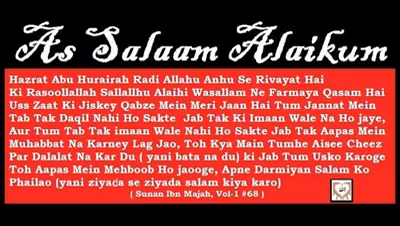 As Salaam Alaikum
Hazrat Abu Hurairah Radi Allahu Anhu Se Rivayat Hai
Ki Rasoollallah Sallallhu Alaihi Wasallam Ne Farmaya Qasam Hai
Uss Zaat Ki Jiskey Qabze Mein Meri Jaan Hai Tum Jannat Mein
Tab Tak Daqil Nahi Ho Sakte Jab Tak Ki Imaan Wale Na Ho jaye,
Aur Tum Tab Tak imaan Wale Nahi Ho Sakte Jab Tak Aapas Mein
Muhabbat Na Karney Lag Jao, Toh Kya Main Tumhe Aisee Cheez
Par Dalalat Na Kar Du ( yani bata na du) ki Jab Tum Usko Karoge
Toh Aapas Mein Mehboob Ho jaooge, Apne Darmiyan Salam Ko
Phailao (yani ziyada se ziyada salam kiya karo)
( Sunan Ibn Majah, Vol-1 #68 )